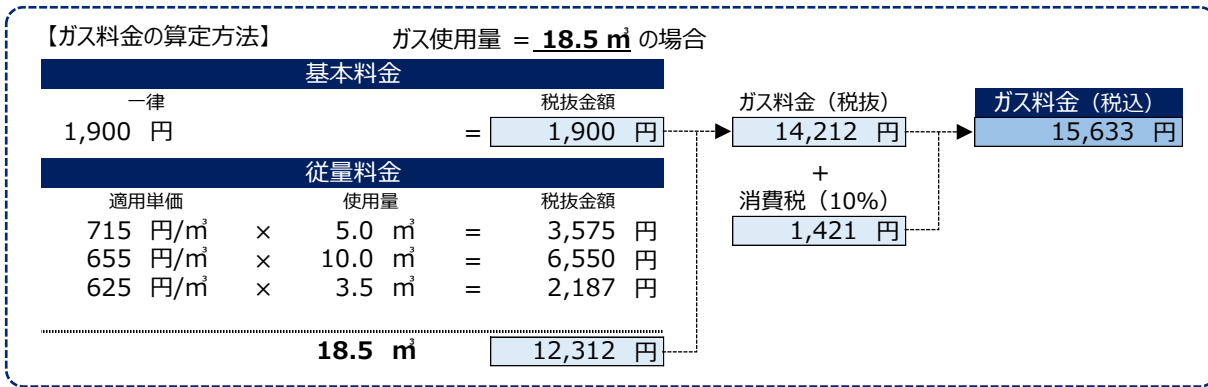 【ガス料金の算定方法】 ガス使用量 = 18.5 ㎥ の場合
基本料金
一律 税抜金額
1,900 円 = 1,900 円
従量料金
適用単価 使用量 税抜金額
715 円/㎥ × 5.0 ㎥ = 3,575 円
655 円/㎥ × 10.0 ㎥ = 6,550 円
625 円/㎥ × 3.5 ㎥ = 2,187 円
18.5 ㎥ 12,312 円
ガス料金（税抜）
14,212 円
+
消費税（10%）
1,421 円
ガス料金（税込）
15,633 円